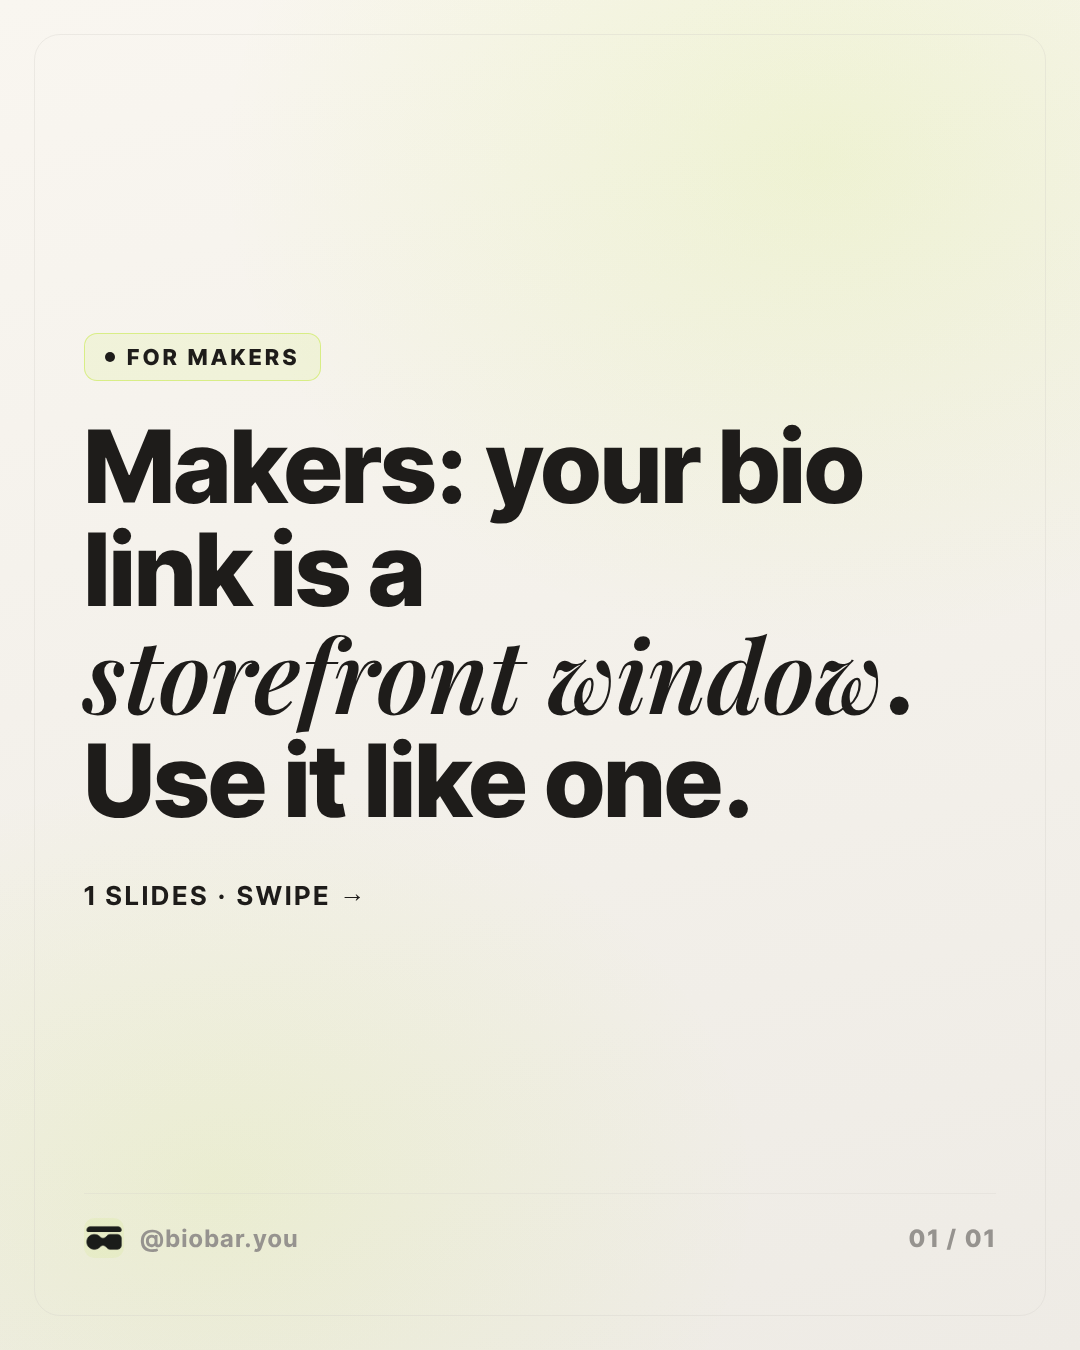 • FOR MAKERS
Makers: your bio
link is a
storefront window.
Use it like one.
1 SLIDES · SWIPE →
@biobar.you
01 / 01